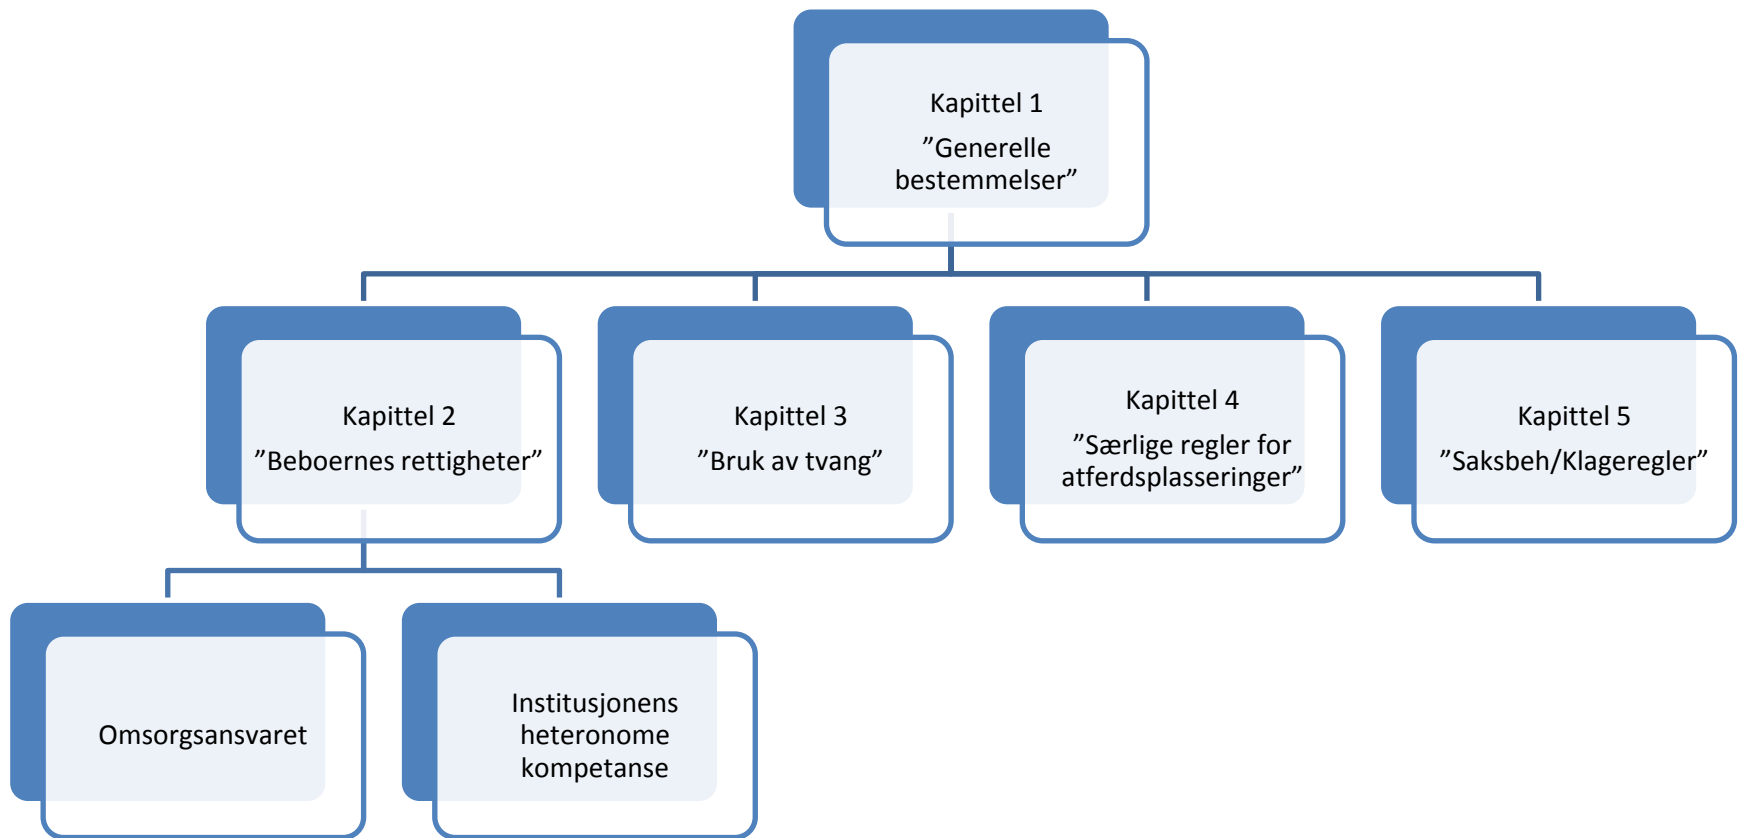 Kapittel 1
”Generelle
bestemmelser”
Kapittel 2
”Beboernes rettigheter”
Kapittel 3
”Bruk av tvang”
Kapittel 4
”Særlige regler for
atferdsplasseringer”
Kapittel 5
”Saksbeh/Klageregler”
Omsorgsansvaret
Institusjonens
heteronome
kompetanse